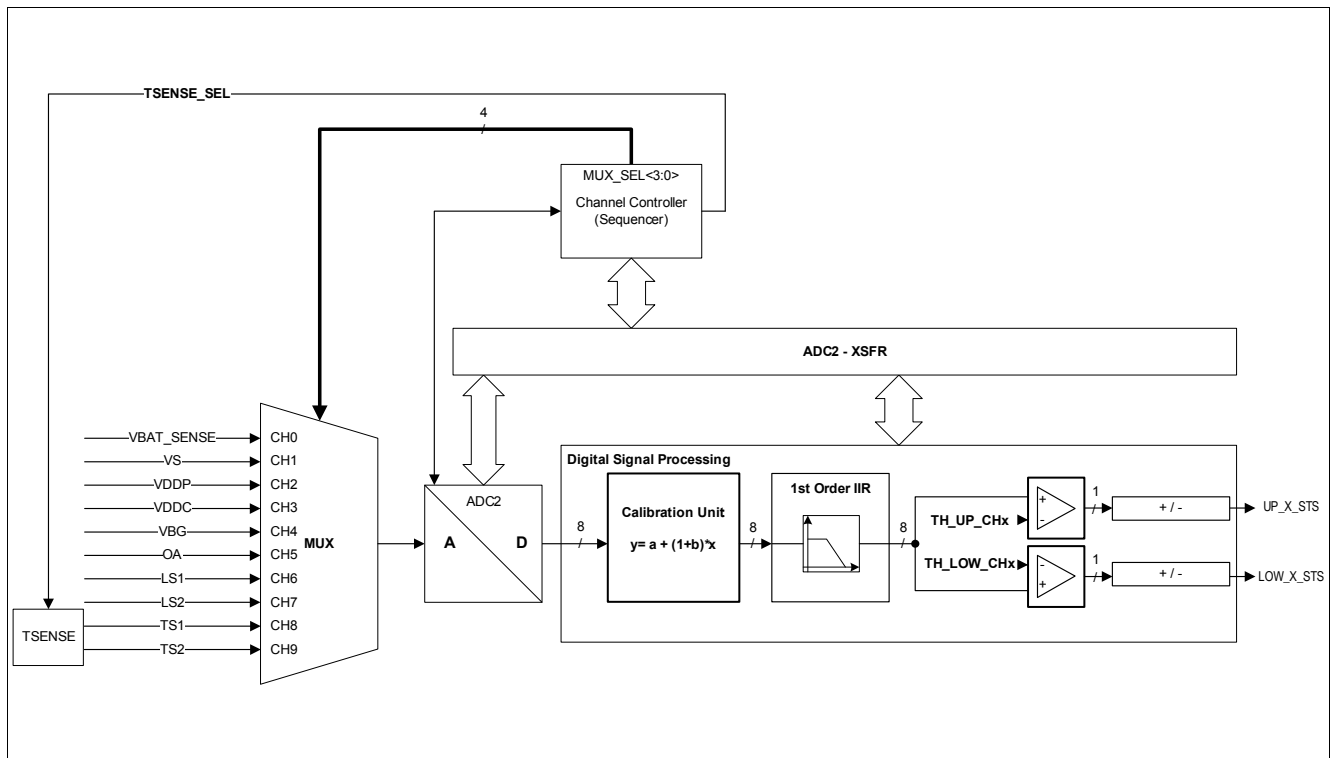 TSENSE_SEL
4
MUX_SEL<3:0>
Channel Controller
(Sequencer)
ADC2 - XSFR
VBAT_SENSE CH0
VS CH1
VDDP CH2
VDDC CH3
VBG CH4
OA CH5
LS1 CH6
LS2 CH7
TS1 CH8
TS2 CH9
MUX
TSENSE
ADC2
A
D
8
Digital Signal Processing
Calibration Unit
y= a + (1+b)*x
8
1st Order IIR
8
TH_UP_CHx
+
-
1
+ / -
UP_X_STS
TH_LOW_CHx
-
+
1
+ / -
LOW_X_STS